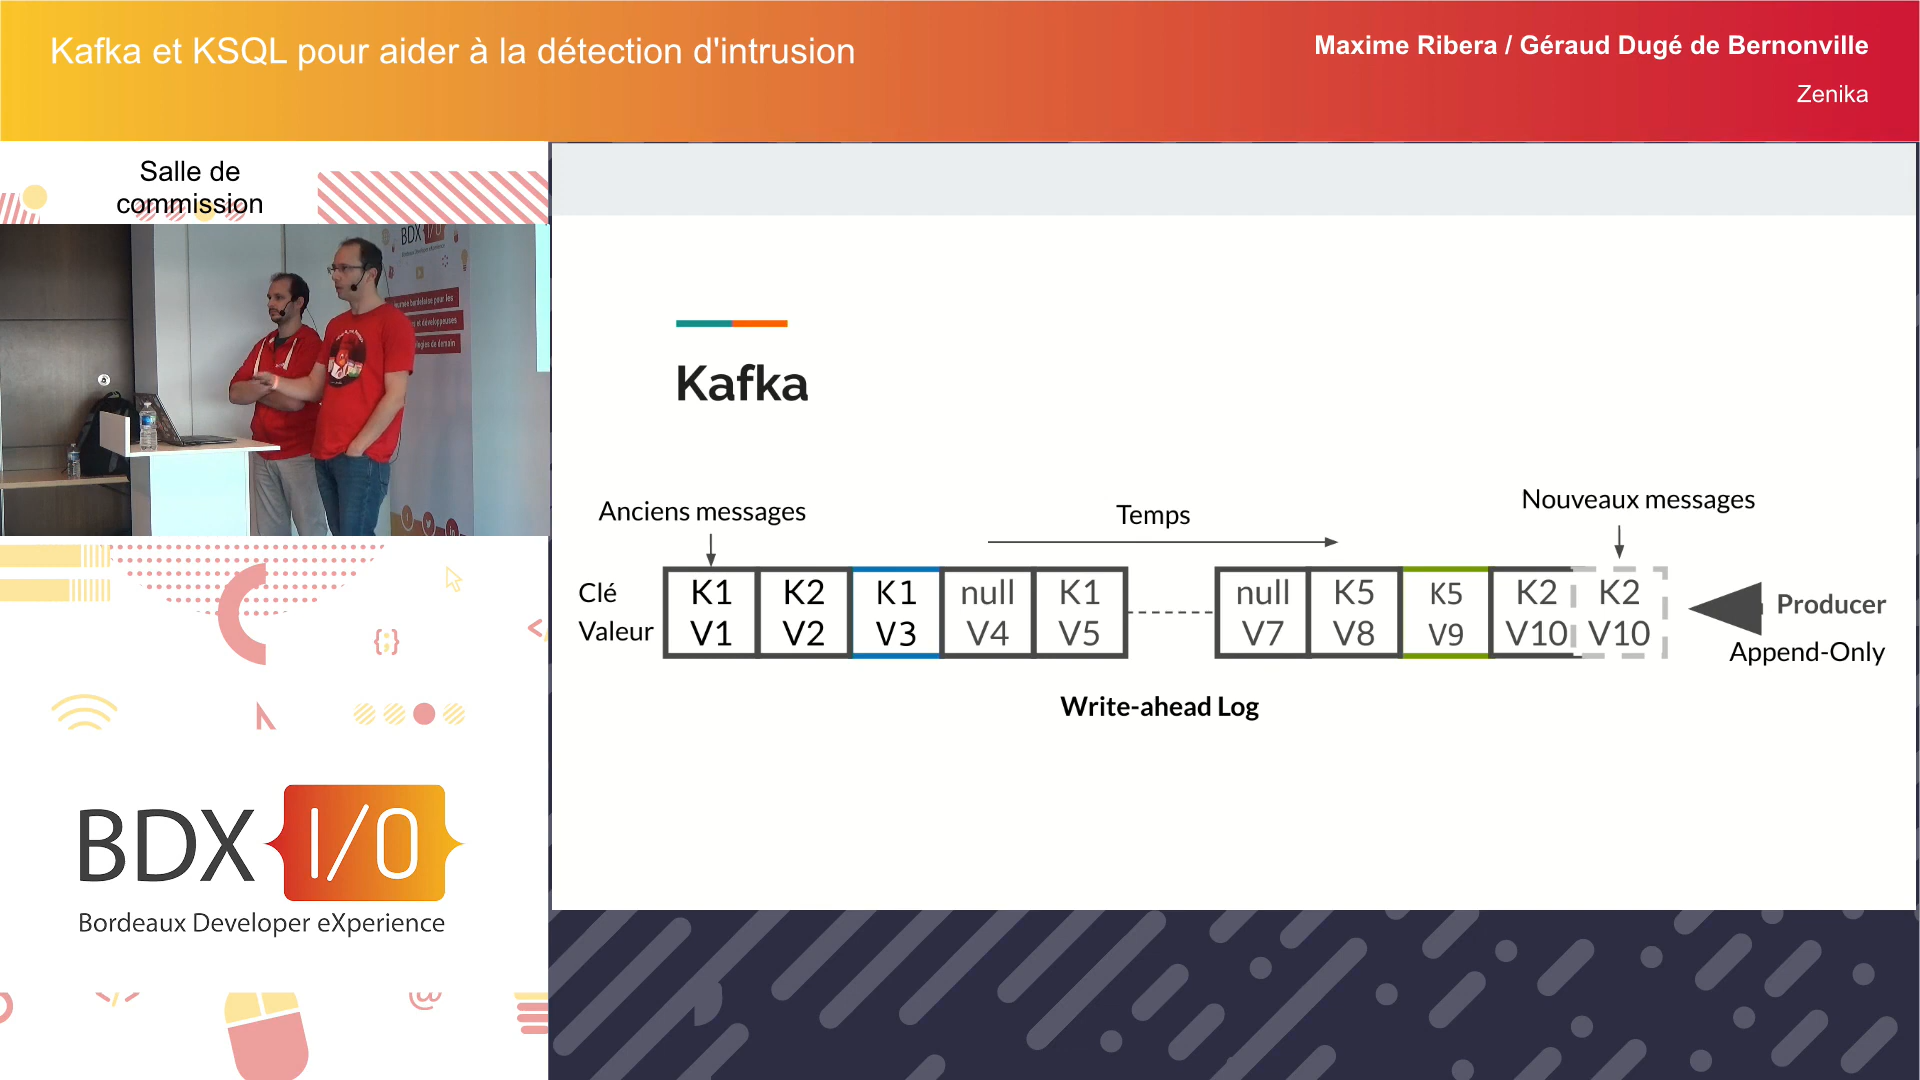 Kafka et KSQL pour aider à la détection d'intrusion
Maxime Ribera / Géraud Dugé de Bernonville
Zenika
Salle de
commission
BDX
Kafka
Anciens messages
Temps
Nouveaux messages
Clé
Valeur
K1 K2 K1 null K1 null K5 K5 K2 K2
V1 V2 V3 V4 V5 V7 V8 V9 V10 V10
Producer
Append-Only
Write-ahead Log
{;}
</
</>
@
BDX I/O
Bordeaux Developer eXperience